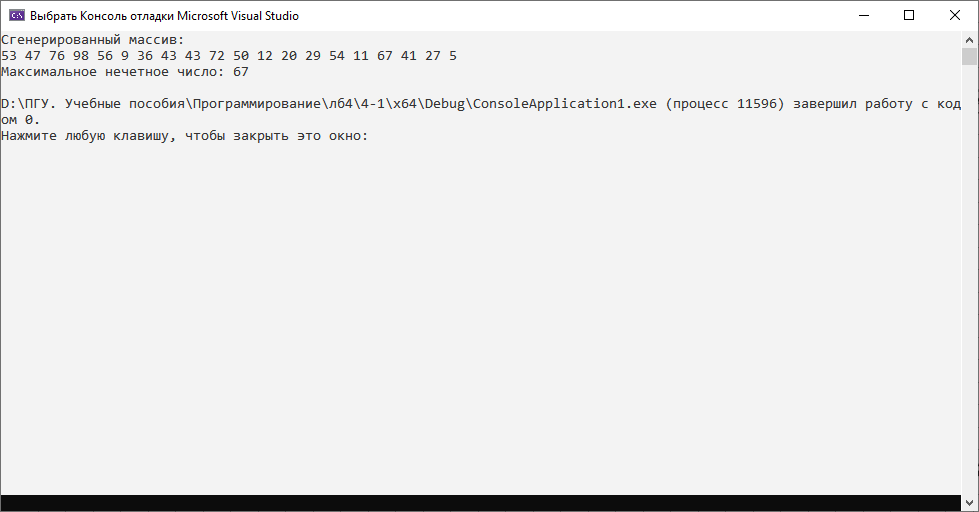 Выбрать Консоль отладки Microsoft Visual Studio
Сгенерированный массив:
53 47 76 98 56 9 36 43 43 72 50 12 20 29 54 11 67 41 27 5
Максимальное нечетное число: 67
D:\ПГУ. Учебные пособия\Программирование\лб4\4-1\x64\Debug\ConsoleApplication1.exe (процесс 11596) завершил работу с код
ом 0.
Нажмите любую клавишу, чтобы закрыть это окно: